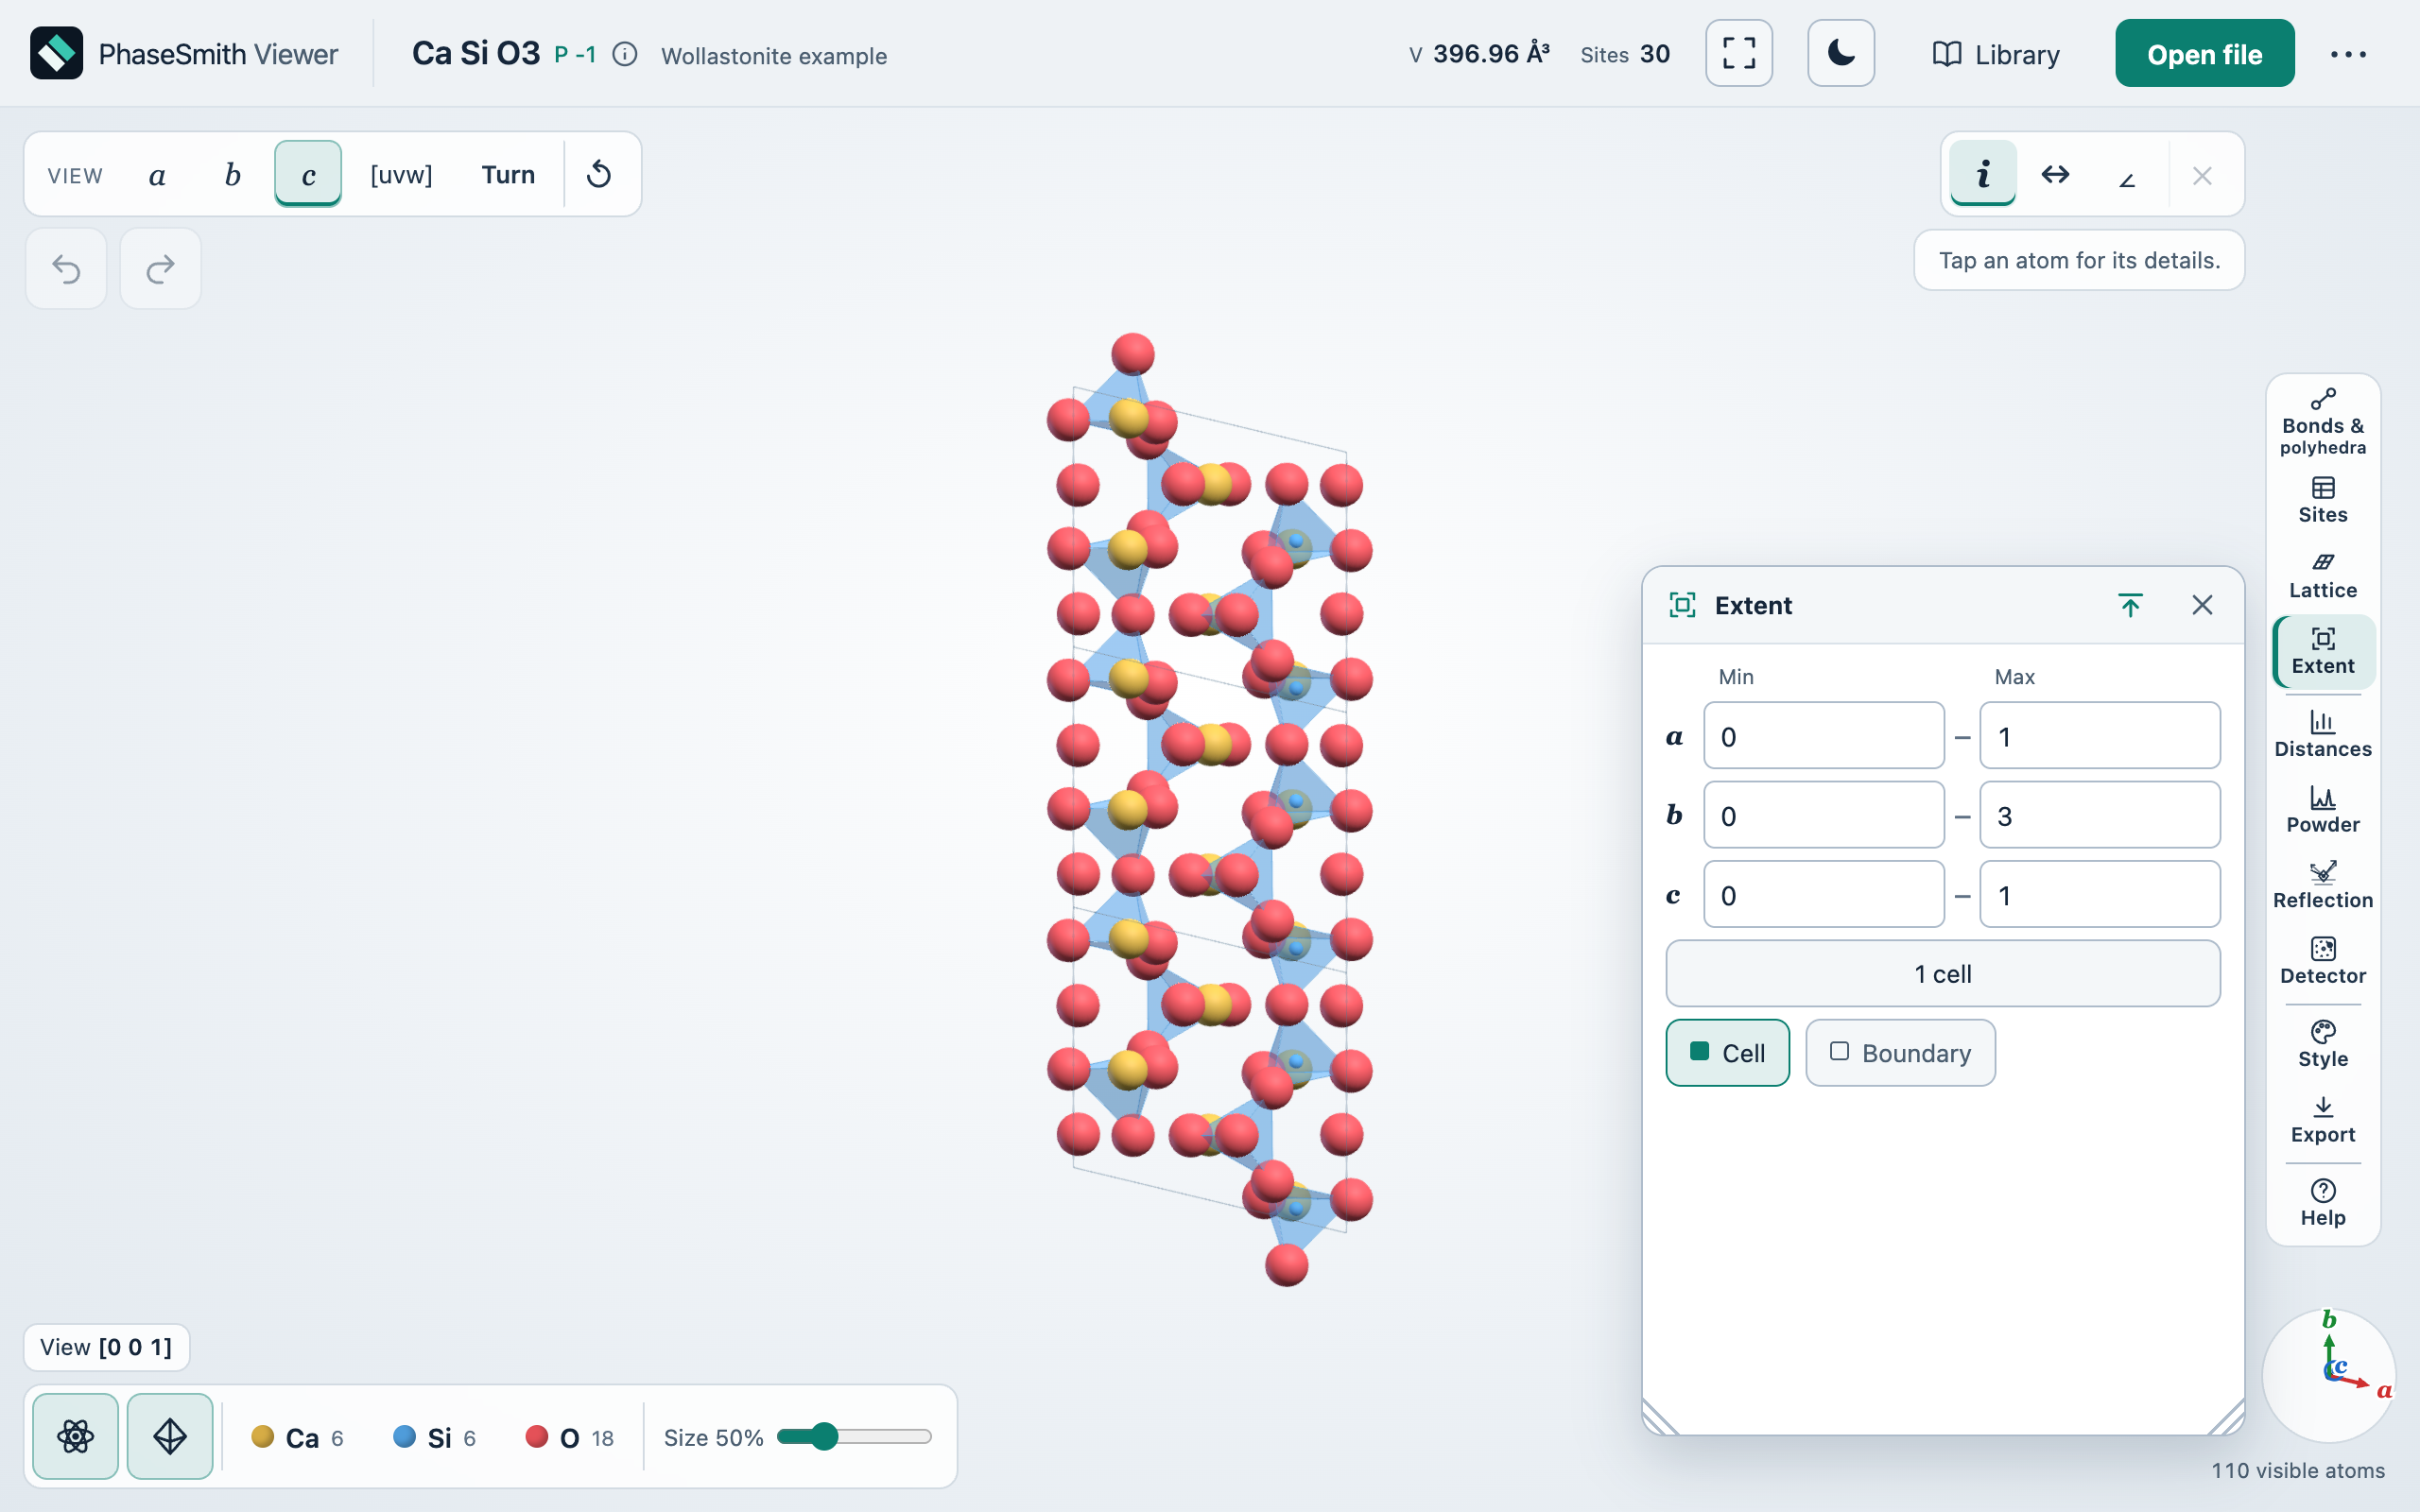 PhaseSmith Viewer
Ca Si O3 P -1 Wollastonite example
V 396.96 Å³ Sites 30
Library
Open file
VIEW a b c [uvw] Turn
Tap an atom for its details.
Bonds &
polyhedra
Sites
Lattice
Extent
Distances
Powder
Reflection
Detector
Style
Export
Help
Extent
Min Max
a 0 – 1
b 0 – 3
c 0 – 1
1 cell
Cell Boundary
View [0 0 1]
Ca 6 Si 6 O 18 Size 50%
b
c
a
110 visible atoms